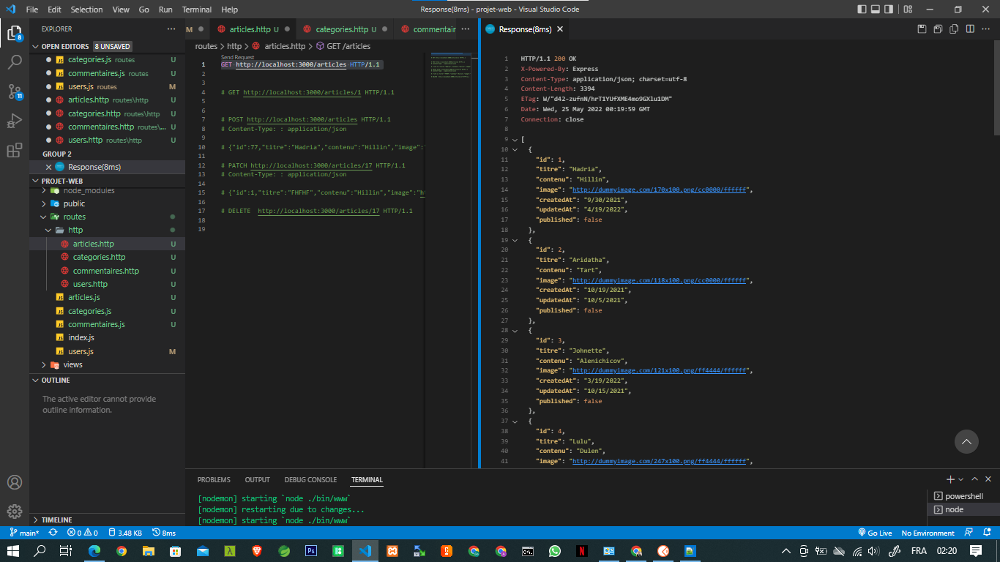 File Edit Selection View Go Run Terminal Help
Response(8ms) - projet-web - Visual Studio Code
EXPLORER
OPEN EDITORS 8 UNSAVED
categories.js routes U
commentaires.js routes U
users.js routes M
articles.http routes\http U
categories.http routes\http U
commentaires.http routes\... U
users.http routes\http U
GROUP 2
Response(8ms)
PROJET-WEB
node_modules
public
routes
http
articles.http U
categories.http U
commentaires.http U
users.http U
articles.js U
categories.js U
commentaires.js U
index.js
users.js M
views
OUTLINE
The active editor cannot provide
outline information.
TIMELINE
8
11
M
articles.http U
categories.http U
commentair
routes > http > articles.http > GET /articles
Send Request
1 GET http://localhost:3000/articles HTTP/1.1
2
3
4 # GET http://localhost:3000/articles/1 HTTP/1.1
5
6
7 # POST http://localhost:3000/articles HTTP/1.1
8 # Content-Type: : application/json
9
10 # {"id":77,"titre":"Hadria","contenu":"Hillin","image":"
11
12 # PATCH http://localhost:3000/articles/17 HTTP/1.1
13 # Content-Type: : application/json
14
15 # {"id":1,"titre":"FHFHF","contenu":"Hillin","image":"ht
16
17 # DELETE  http://localhost:3000/articles/17 HTTP/1.1
18
19
Response(8ms)
1 HTTP/1.1 200 OK
2 X-Powered-By: Express
3 Content-Type: application/json; charset=utf-8
4 Content-Length: 3394
5 ETag: W/"d42-zufnN/hrT1YUfXME4mo9GXlu1DM"
6 Date: Wed, 25 May 2022 00:19:59 GMT
7 Connection: close
8
9 [
10 {
11 "id": 1,
12 "titre": "Hadria",
13 "contenu": "Hillin",
14 "image": "http://dummyimage.com/170x100.png/cc0000/ffffff",
15 "createdAt": "9/30/2021",
16 "updatedAt": "4/19/2022",
17 "published": false
18 },
19 {
20 "id": 2,
21 "titre": "Aridatha",
22 "contenu": "Tart",
23 "image": "http://dummyimage.com/118x100.png/cc0000/ffffff",
24 "createdAt": "10/19/2021",
25 "updatedAt": "10/5/2021",
26 "published": false
27 },
28 {
29 "id": 3,
30 "titre": "Johnette",
31 "contenu": "Alenichicov",
32 "image": "http://dummyimage.com/121x100.png/ff4444/ffffff",
33 "createdAt": "3/19/2022",
34 "updatedAt": "10/15/2021",
35 "published": false
36 },
37 {
38 "id": 4,
39 "titre": "Lulu",
40 "contenu": "Dulen",
41 "image": "http://dummyimage.com/247x100.png/ff4444/ffffff",
PROBLEMS OUTPUT DEBUG CONSOLE TERMINAL
[nodemon] starting `node ./bin/www`
[nodemon] restarting due to changes...
[nodemon] starting `node ./bin/www`
powershell
node
main* 0 0 3.48 KB 8ms
Go Live No Environment
FRA 02:20